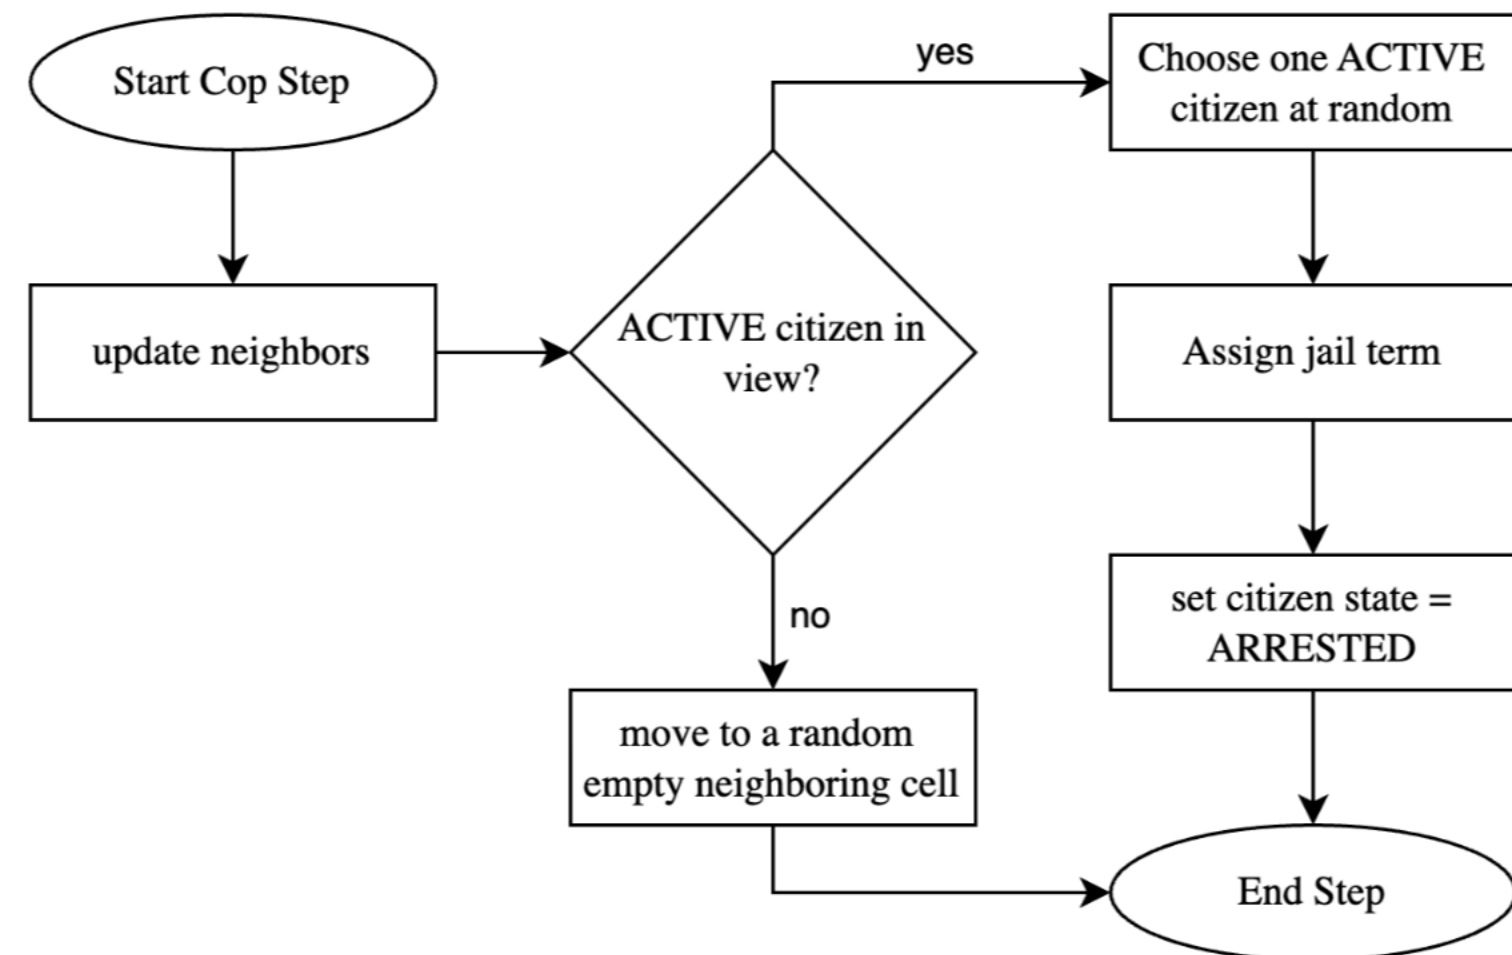 Start Cop Step
update neighbors
ACTIVE citizen in
view?
yes
Choose one ACTIVE
citizen at random
Assign jail term
set citizen state =
ARRESTED
no
move to a random
empty neighboring cell
End Step